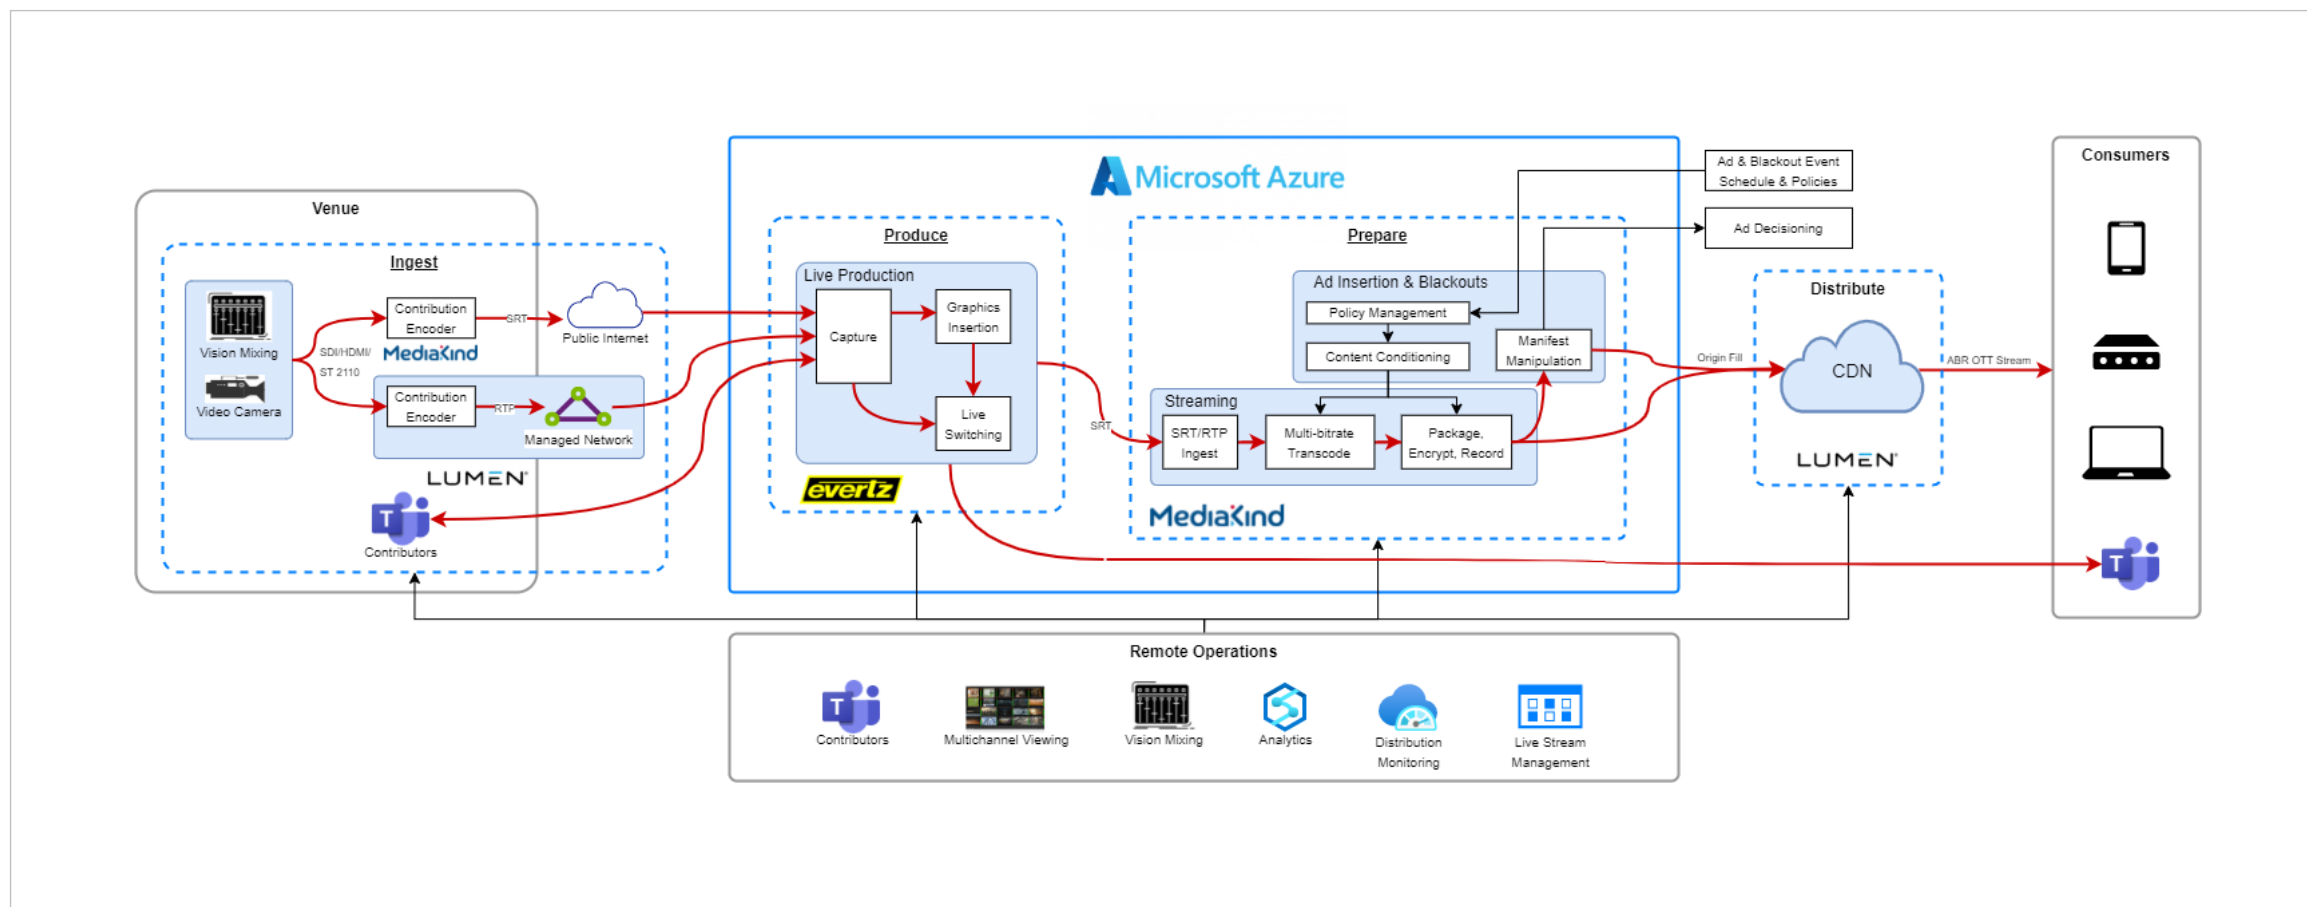 Venue
Ingest
Vision Mixing
Video Camera
SDI/HDMI/
ST 2110
Contribution
Encoder
MediaKind
SRT
Public Internet
Contribution
Encoder
RTP
Managed Network
LUMEN®
T
Contributors
Microsoft Azure
Produce
Live Production
Capture
Graphics
Insertion
Live
Switching
evertz
SRT
Prepare
Ad Insertion & Blackouts
Policy Management
Content Conditioning
Manifest
Manipulation
Streaming
SRT/RTP
Ingest
Multi-bitrate
Transcode
Package,
Encrypt, Record
MediaKind
Ad & Blackout Event
Schedule & Policies
Ad Decisioning
Origin Fill
Distribute
CDN
LUMEN®
ABR OTT Stream
Consumers
T
Remote Operations
T
Contributors
Multichannel Viewing
Vision Mixing
Analytics
Distribution
Monitoring
Live Stream
Management